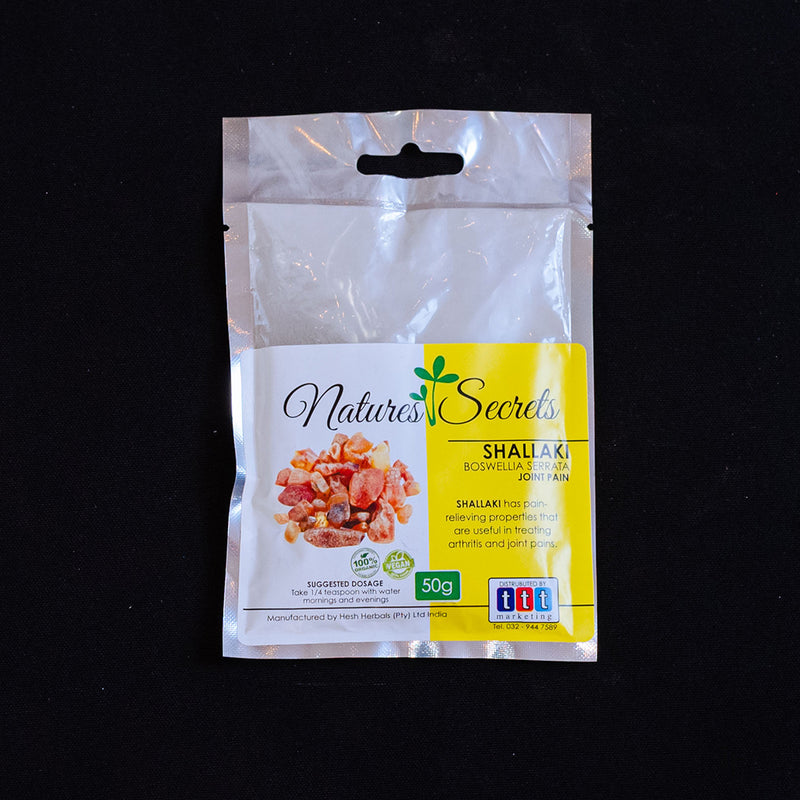 Natures Secrets
SHALLAKI
BOSWELLIA SERRATA
JOINT PAIN
SHALLAKI has pain-
relieving properties that
are useful in treating
arthritis and joint pains.
100%
ORGANIC
VEGAN
SUGGESTED DOSAGE
Take 1/4 teaspoon with water
mornings and evenings
50g
Manufactured by Hesh Herbals (Pty) Ltd India
DISTRUBUTED BY
ttt
marketing
Tel. 032 - 944 7589